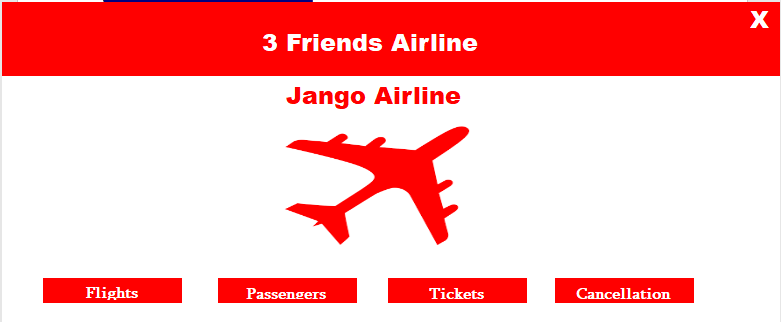 X
3 Friends Airline
Jango Airline
Flights Passengers Tickets Cancellation